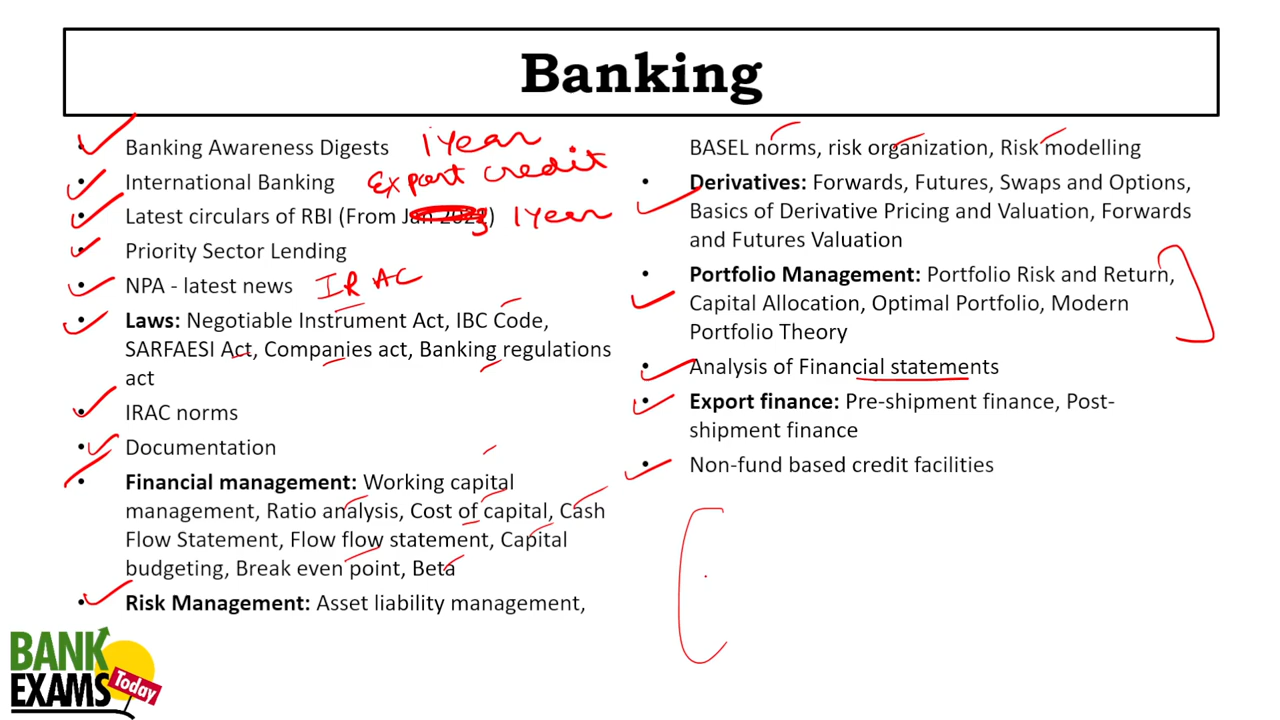 Banking
• Banking Awareness Digests 1 Year
• International Banking Export credit
• Latest circulars of RBI (From Jan 2023) 1 Year
• Priority Sector Lending
• NPA - latest news IRAC
• Laws: Negotiable Instrument Act, IBC Code,
SARFAESI Act, Companies act, Banking regulations
act
• IRAC norms
• Documentation
• Financial management: Working capital
management, Ratio analysis, Cost of capital, Cash
Flow Statement, Flow flow statement, Capital
budgeting, Break even point, Beta
• Risk Management: Asset liability management,
BASEL norms, risk organization, Risk modelling
• Derivatives: Forwards, Futures, Swaps and Options,
Basics of Derivative Pricing and Valuation, Forwards
and Futures Valuation
• Portfolio Management: Portfolio Risk and Return,
Capital Allocation, Optimal Portfolio, Modern
Portfolio Theory
• Analysis of Financial statements
• Export finance: Pre-shipment finance, Post-
shipment finance
• Non-fund based credit facilities
BANK
EXAMS
Today